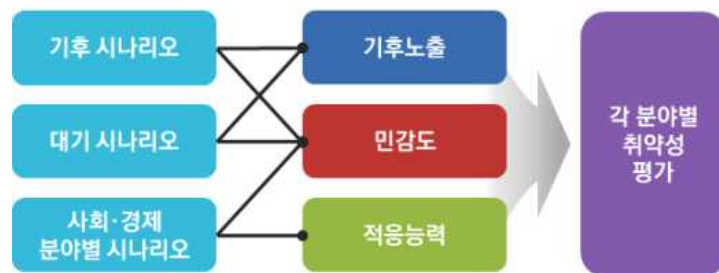 기후 시나리오
기후노출
대기 시나리오
민감도
사회·경제
분야별 시나리오
적응능력
각 분야별
취약성
평가